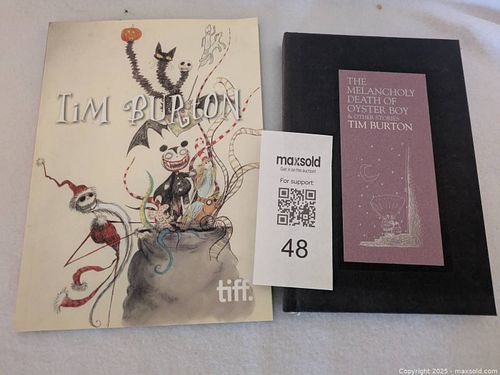 TIM BURTON
tiff.
maxsold
Get in on the auction!
For support
48
THE
MELANCHOLY
DEATH OF
OYSTER BOY
& OTHER STORIES
TIM BURTON
Copyright 2025 - maxsold.com